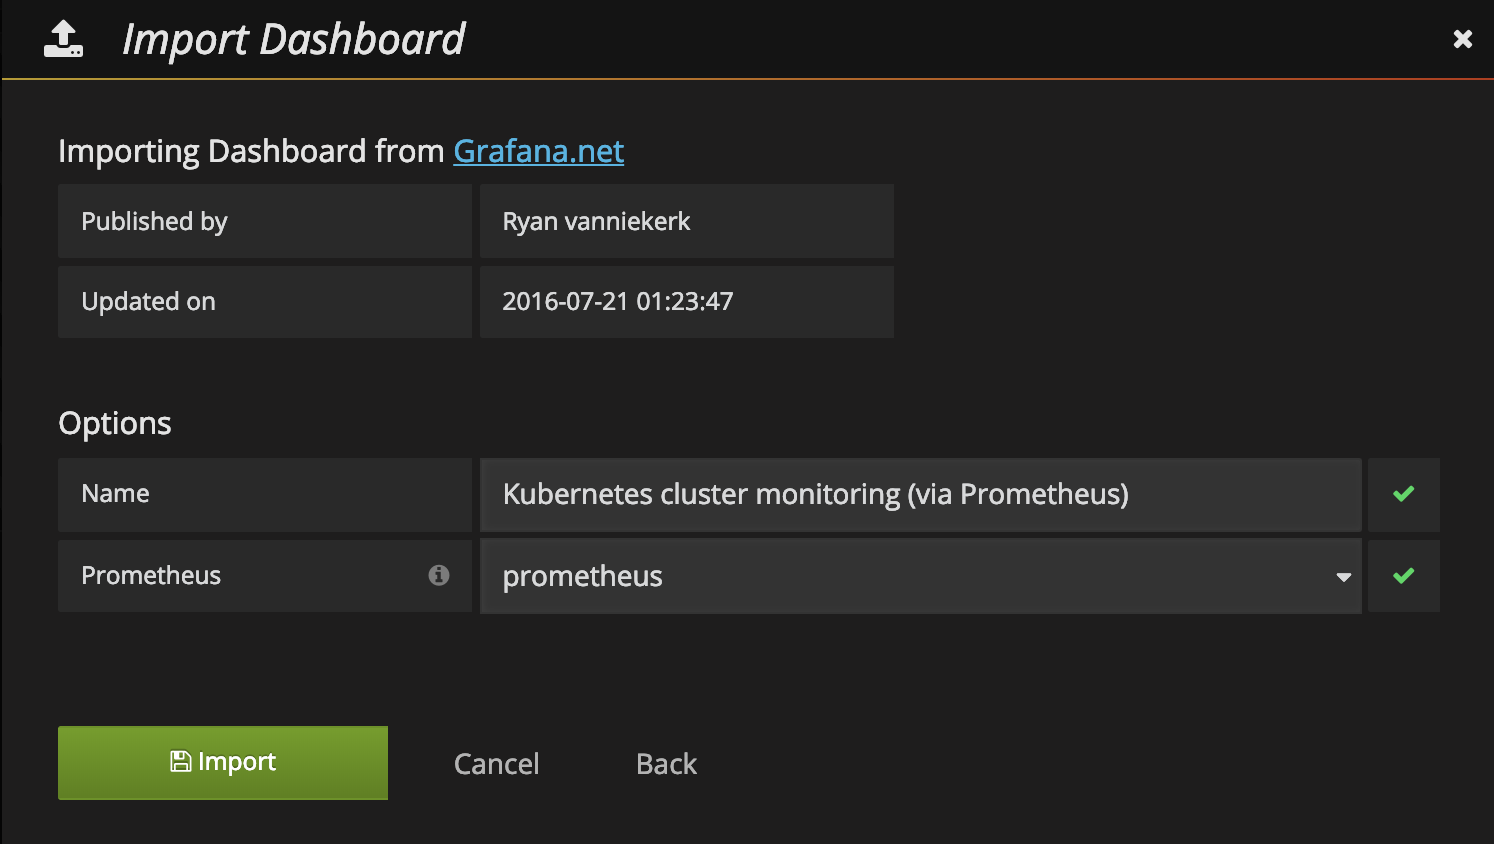 Import Dashboard
Importing Dashboard from Grafana.net
Published by Ryan vanniekerk
Updated on 2016-07-21 01:23:47
Options
Name Kubernetes cluster monitoring (via Prometheus)
Prometheus prometheus
Import Cancel Back